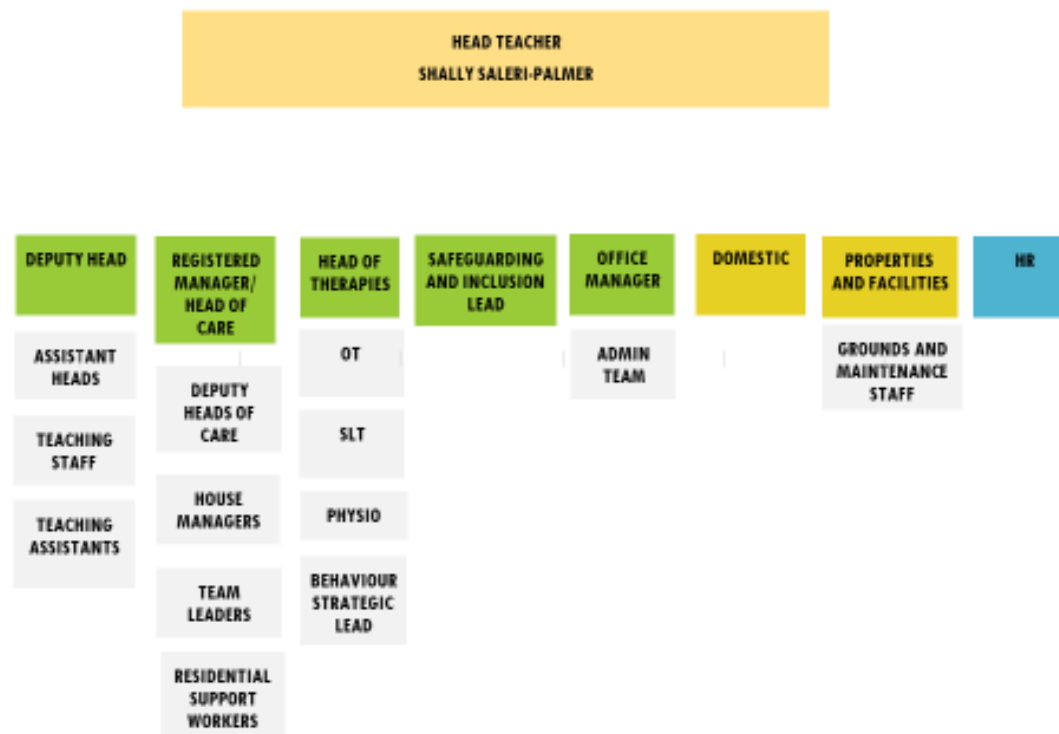 HEAD TEACHER
SHALLY SALERI-PALMER
DEPUTY HEAD
ASSISTANT
HEADS
TEACHING
STAFF
TEACHING
ASSISTANTS
REGISTERED
MANAGER/
HEAD OF
CARE
DEPUTY
HEADS OF
CARE
HOUSE
MANAGERS
TEAM
LEADERS
RESIDENTIAL
SUPPORT
WORKERS
HEAD OF
THERAPIES
OT
SLT
PHYSIO
BEHAVIOUR
STRATEGIC
LEAD
SAFEGUARDING
AND INCLUSION
LEAD
OFFICE
MANAGER
ADMIN
TEAM
DOMESTIC
PROPERTIES
AND FACILITIES
GROUNDS AND
MAINTENANCE
STAFF
HR